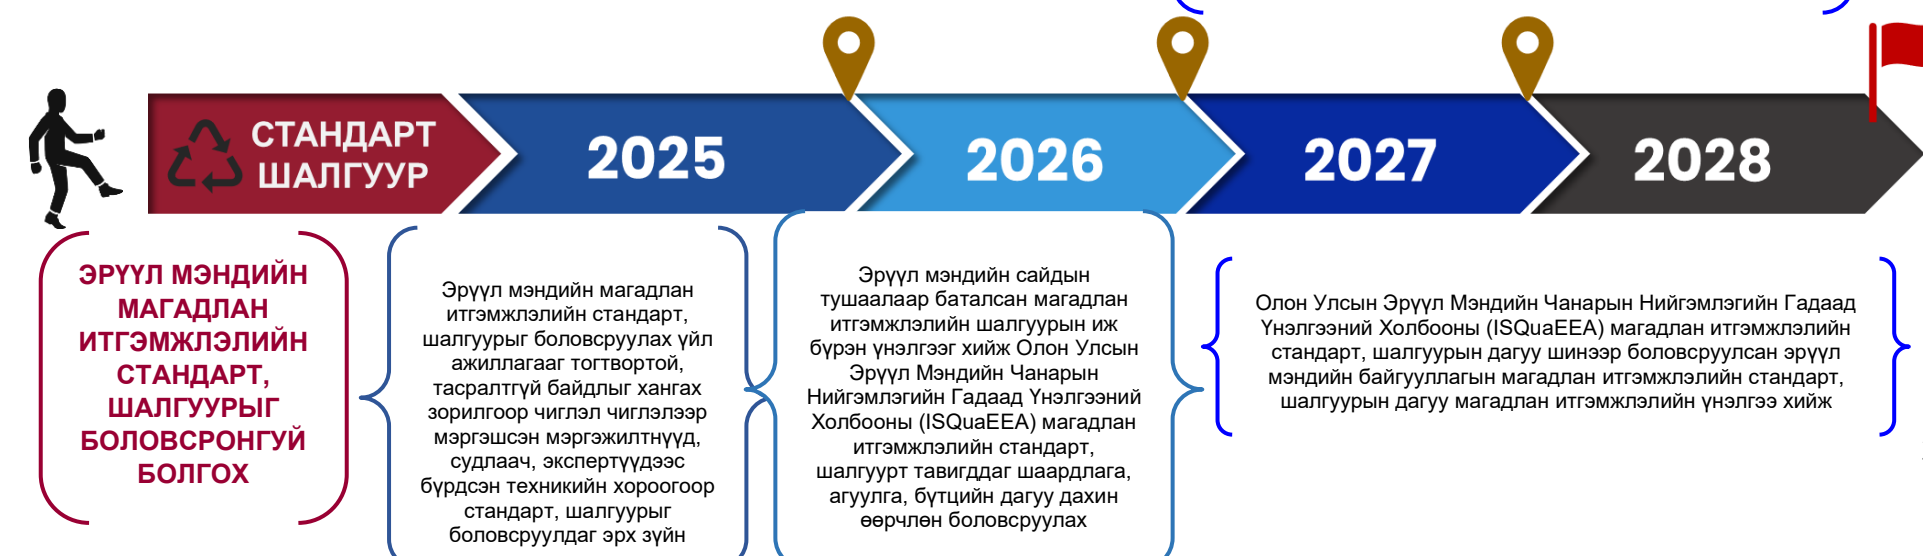 СТАНДАРТ
ШАЛГУУР
2025
2026
2027
2028
ЭРҮҮЛ МЭНДИЙН
МАГАДЛАН
ИТГЭМЖЛЭЛИЙН
СТАНДАРТ,
ШАЛГУУРЫГ
БОЛОВСРОНГУЙ
БОЛГОХ
Эрүүл мэндийн магадлан
итгэмжлэлийн стандарт,
шалгуурыг боловсруулах үйл
ажиллагааг тогтвортой,
тасралтгүй байдлыг хангах
зорилгоор чиглэл чиглэлээр
мэргэшсэн мэргэжилтнүүд,
судлаач, экспертүүдээс
бүрдсэн техникийн хороогоор
стандарт, шалгуурыг
боловсруулдаг эрх зүйн
Эрүүл мэндийн сайдын
тушаалаар баталсан магадлан
итгэмжлэлийн шалгуурын иж
бүрэн үнэлгээг хийж Олон Улсын
Эрүүл Мэндийн Чанарын
Нийгэмлэгийн Гадаад Үнэлгээний
Холбооны (ISQuaEEA) магадлан
итгэмжлэлийн стандарт,
шалгуурт тавигддаг шаардлага,
агуулга, бүтцийн дагуу дахин
өөрчлөн боловсруулах
Олон Улсын Эрүүл Мэндийн Чанарын Нийгэмлэгийн Гадаад
Үнэлгээний Холбооны (ISQuaEEA) магадлан итгэмжлэлийн
стандарт, шалгуурын дагуу шинээр боловсруулсан эрүүл
мэндийн байгууллагын магадлан итгэмжлэлийн стандарт,
шалгуурын дагуу магадлан итгэмжлэлийн үнэлгээ хийж